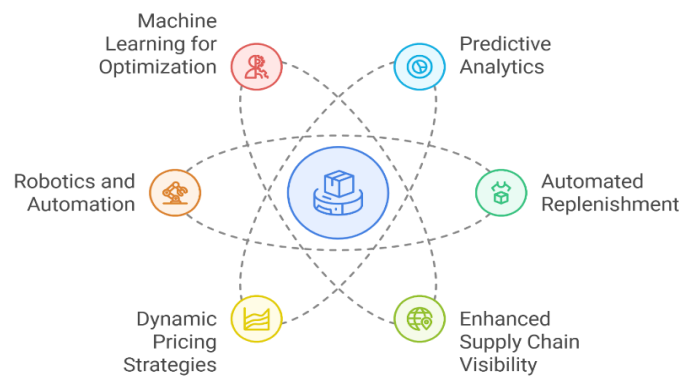 Machine
Learning for
Optimization
Predictive
Analytics
Robotics and
Automation
Automated
Replenishment
Dynamic
Pricing
Strategies
Enhanced
Supply Chain
Visibility